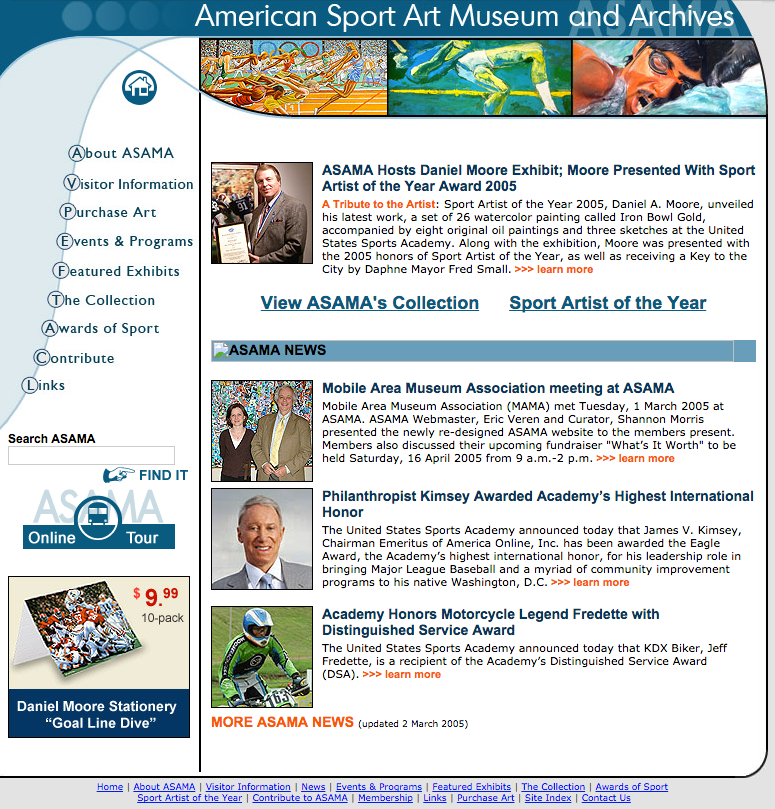 American Sport Art Museum and Archives
ASAMA
About ASAMA
Visitor Information
Purchase Art
Events & Programs
Featured Exhibits
The Collection
Awards of Sport
Contribute
Links
Search ASAMA
FIND IT
ASAMA
Online Tour
$9.99
10-pack
Daniel Moore Stationery
“Goal Line Dive”
ASAMA Hosts Daniel Moore Exhibit; Moore Presented With Sport
Artist of the Year Award 2005
A Tribute to the Artist: Sport Artist of the Year 2005, Daniel A. Moore, unveiled
his latest work, a set of 26 watercolor painting called Iron Bowl Gold,
accompanied by eight original oil paintings and three sketches at the United
States Sports Academy. Along with the exhibition, Moore was presented with
the 2005 honors of Sport Artist of the Year, as well as receiving a Key to the
City by Daphne Mayor Fred Small. >>> learn more
View ASAMA's Collection Sport Artist of the Year
ASAMA NEWS
Mobile Area Museum Association meeting at ASAMA
Mobile Area Museum Association (MAMA) met Tuesday, 1 March 2005 at
ASAMA. ASAMA Webmaster, Eric Veren and Curator, Shannon Morris
presented the newly re-designed ASAMA website to the members present.
Members also discussed their upcoming fundraiser "What's It Worth" to be
held Saturday, 16 April 2005 from 9 a.m.-2 p.m. >>> learn more
Philanthropist Kimsey Awarded Academy’s Highest International
Honor
The United States Sports Academy announced today that James V. Kimsey,
Chairman Emeritus of America Online, Inc. has been awarded the Eagle
Award, the Academy’s highest international honor, for his leadership role in
bringing Major League Baseball and a myriad of community improvement
programs to his native Washington, D.C. >>> learn more
Academy Honors Motorcycle Legend Fredette with
Distinguished Service Award
The United States Sports Academy announced today that KDX Biker, Jeff
Fredette, is a recipient of the Academy’s Distinguished Service Award
(DSA). >>> learn more
163
MORE ASAMA NEWS (updated 2 March 2005)
Home | About ASAMA | Visitor Information | News | Events & Programs | Featured Exhibits | The Collection | Awards of Sport
Sport Artist of the Year | Contribute to ASAMA | Membership | Links | Purchase Art | Site Index | Contact Us